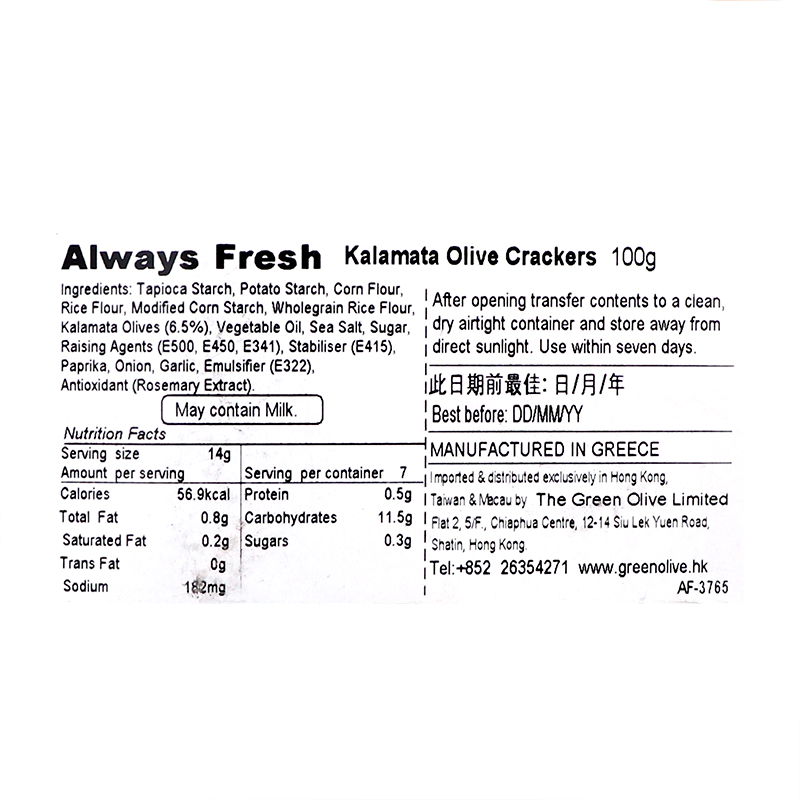 Always Fresh Kalamata Olive Crackers 100g
Ingredients: Tapioca Starch, Potato Starch, Corn Flour,
Rice Flour, Modified Corn Starch, Wholegrain Rice Flour,
Kalamata Olives (6.5%), Vegetable Oil, Sea Salt, Sugar,
Raising Agents (E500, E450, E341), Stabiliser (E415),
Paprika, Onion, Garlic, Emulsifier (E322),
Antioxidant (Rosemary Extract).
May contain Milk.
Nutrition Facts
Serving size 14g
Amount per serving Serving per container 7
Calories 56.9kcal Protein 0.5g
Total Fat 0.8g Carbohydrates 11.5g
Saturated Fat 0.2g Sugars 0.3g
Trans Fat 0g
Sodium 182mg
After opening transfer contents to a clean,
dry airtight container and store away from
direct sunlight. Use within seven days.
此日期前最佳: 日/月/年
Best before: DD/MM/YY
MANUFACTURED IN GREECE
Imported & distributed exclusively in Hong Kong,
Taiwan & Macau by The Green Olive Limited
Flat 2, 5/F., Chiaphua Centre, 12-14 Siu Lek Yuen Road,
Shatin, Hong Kong.
Tel:+852 26354271 www.greenolive.hk
AF-3765